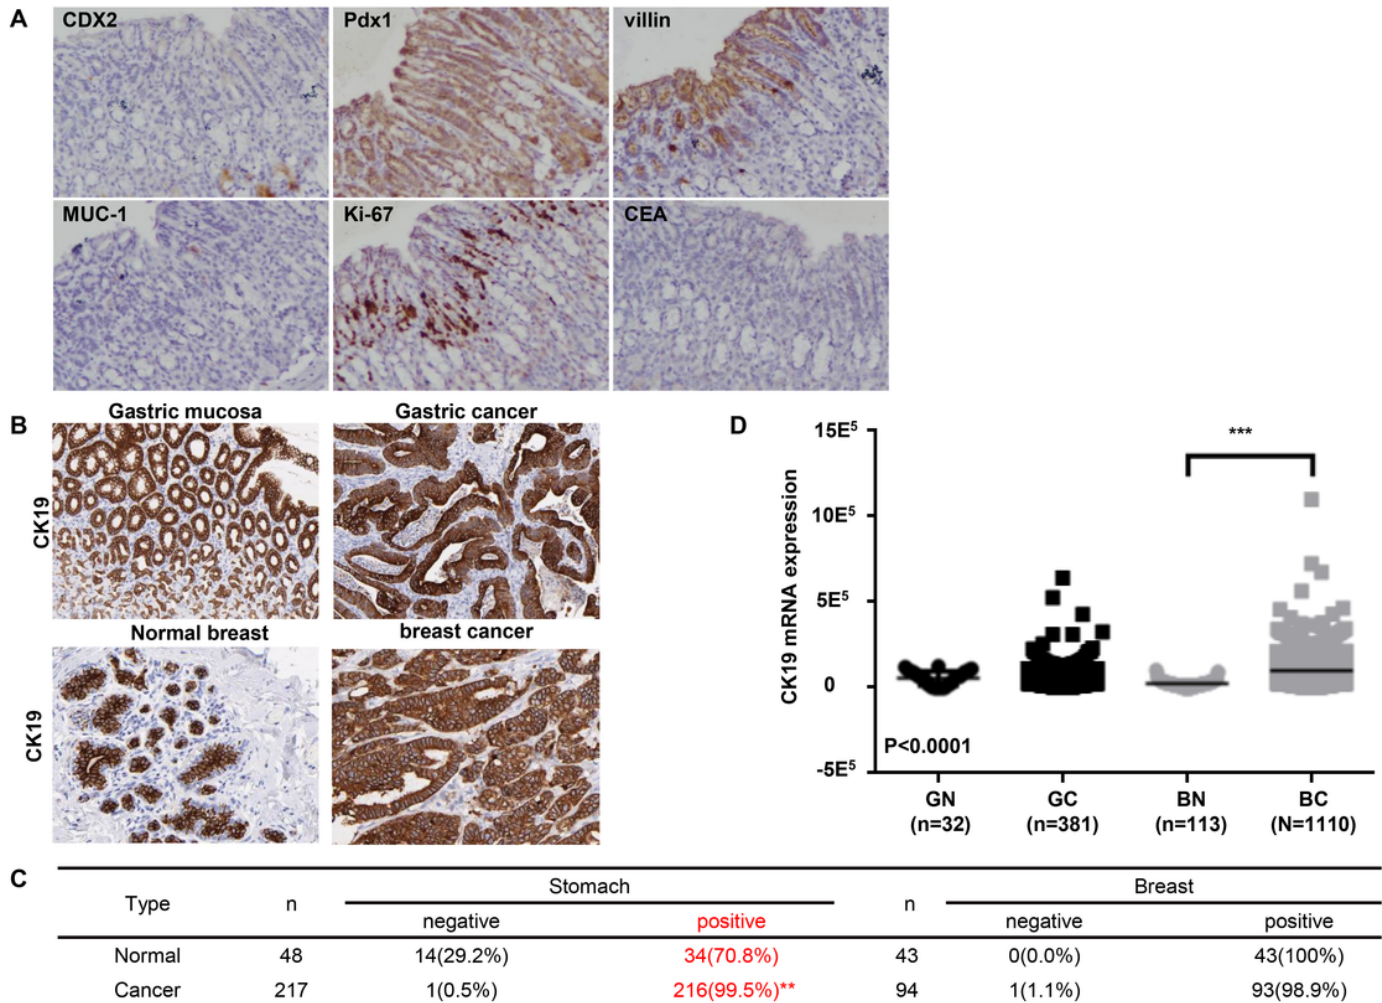 A
CDX2
Pdx1
villin
MUC-1
Ki-67
CEA
B
Gastric mucosa
Gastric cancer
CK19
Normal breast
breast cancer
CK19
D
CK19 mRNA expression
15E⁵
10E⁵
5E⁵
0
-5E⁵
***
P<0.0001
GN GC BN BC
(n=32) (n=381) (n=113) (N=1110)
C
Stomach Breast
Type n n
negative positive negative positive
Normal 48 14(29.2%) 34(70.8%) 43 0(0.0%) 43(100%)
Cancer 217 1(0.5%) 216(99.5%)** 94 1(1.1%) 93(98.9%)